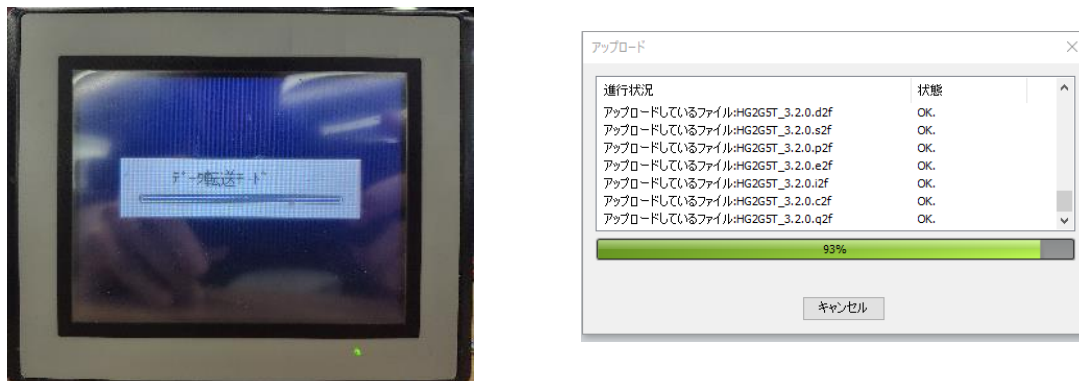 データ転送モード
アップロード
進行状況 状態
アップロードしているファイル:HG2G5T_3.2.0.d2f OK.
アップロードしているファイル:HG2G5T_3.2.0.s2f OK.
アップロードしているファイル:HG2G5T_3.2.0.p2f OK.
アップロードしているファイル:HG2G5T_3.2.0.e2f OK.
アップロードしているファイル:HG2G5T_3.2.0.i2f OK.
アップロードしているファイル:HG2G5T_3.2.0.c2f OK.
アップロードしているファイル:HG2G5T_3.2.0.q2f OK.
93%
キャンセル